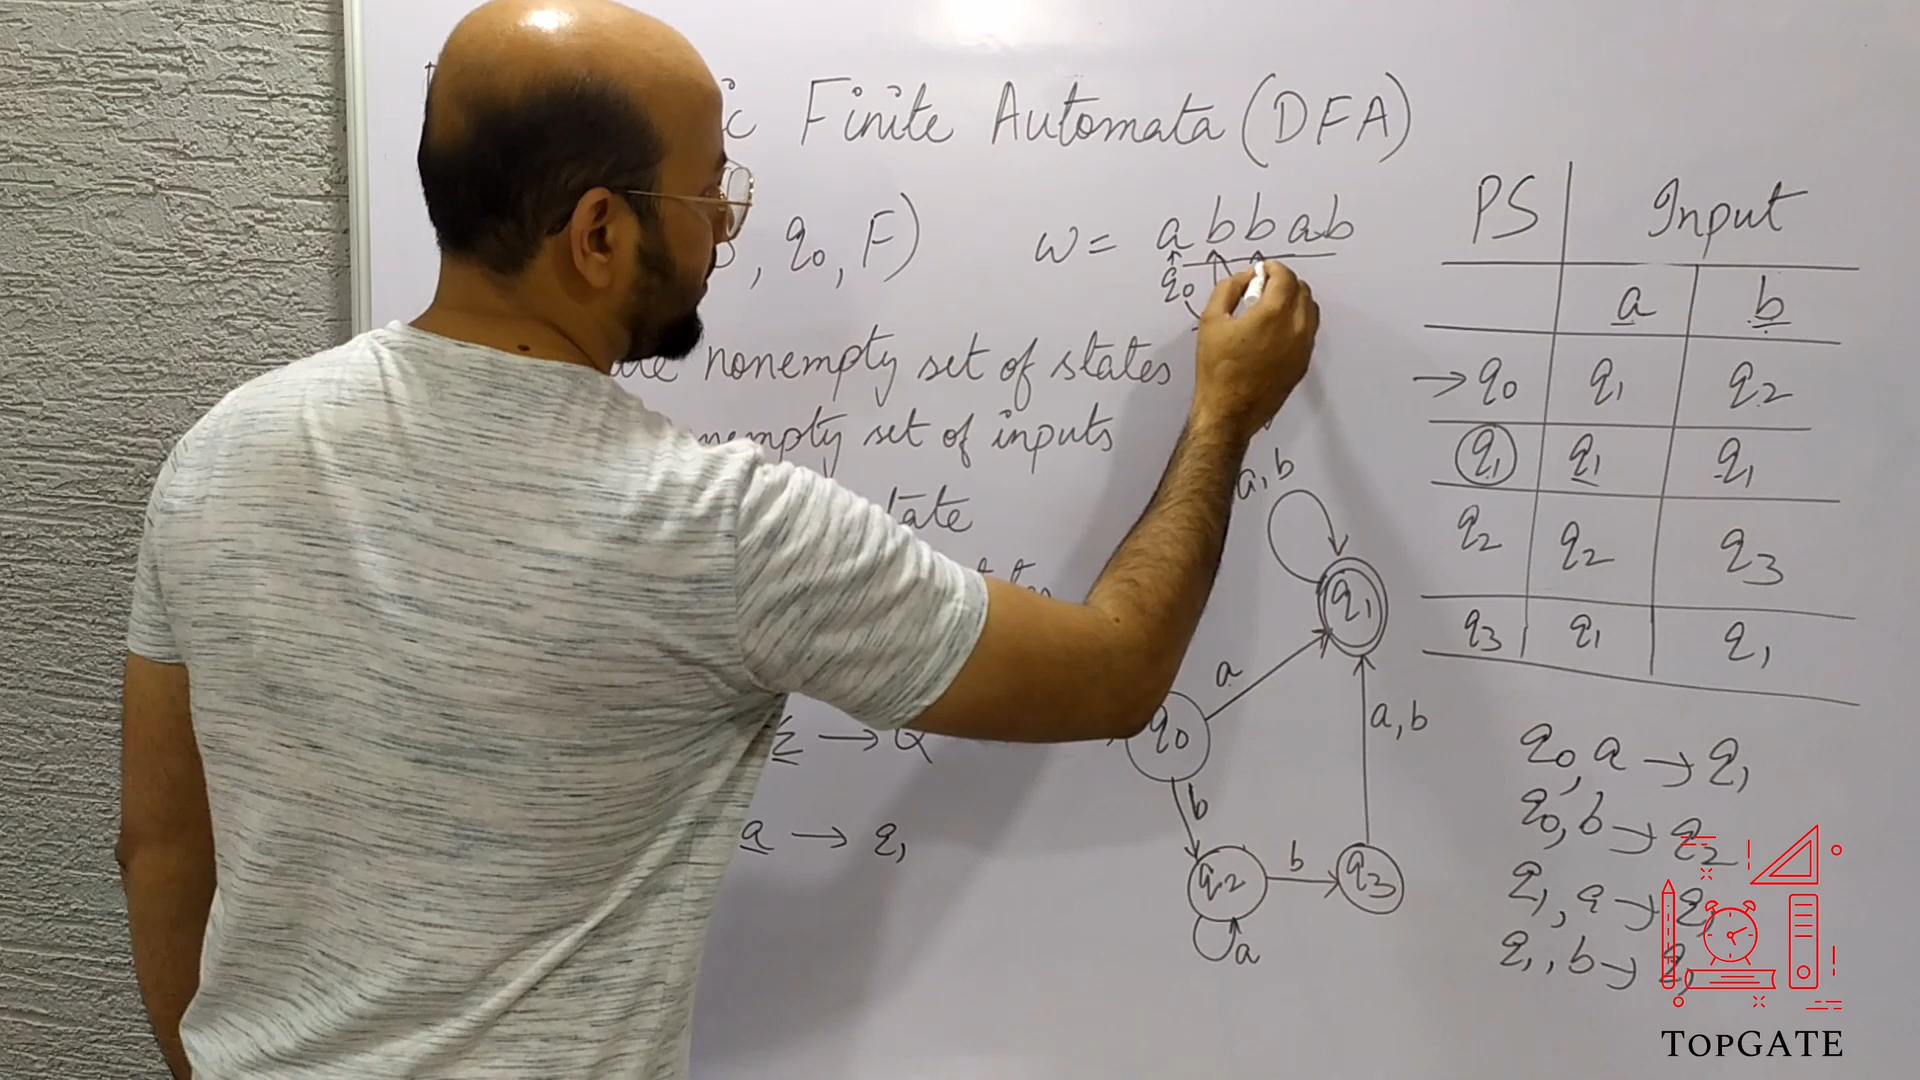 Finite Automata (DFA)
, q0, F)
w = abbab
q0
nonempty set of states
nempty set of inputs
tate
Σ → Q
a → q1
PS Input
a b
→ q0 q1 q2
q1 q1 q1
q2 q2 q3
q3 q1 q1
a, b
q1
a
a, b
q0
b
q2
b
q3
a
q0, a → q1
q0, b → q2
q1, a → q1
q1, b → q1
TOPGATE